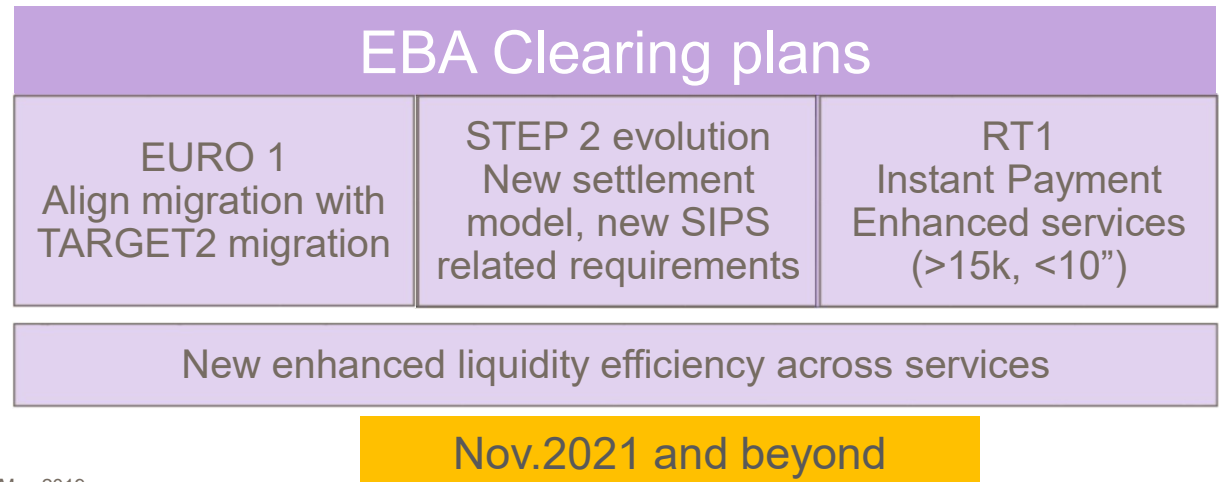 EBA Clearing plans
EURO 1
Align migration with
TARGET2 migration
STEP 2 evolution
New settlement
model, new SIPS
related requirements
RT1
Instant Payment
Enhanced services
(>15k, <10”)
New enhanced liquidity efficiency across services
Nov.2021 and beyond